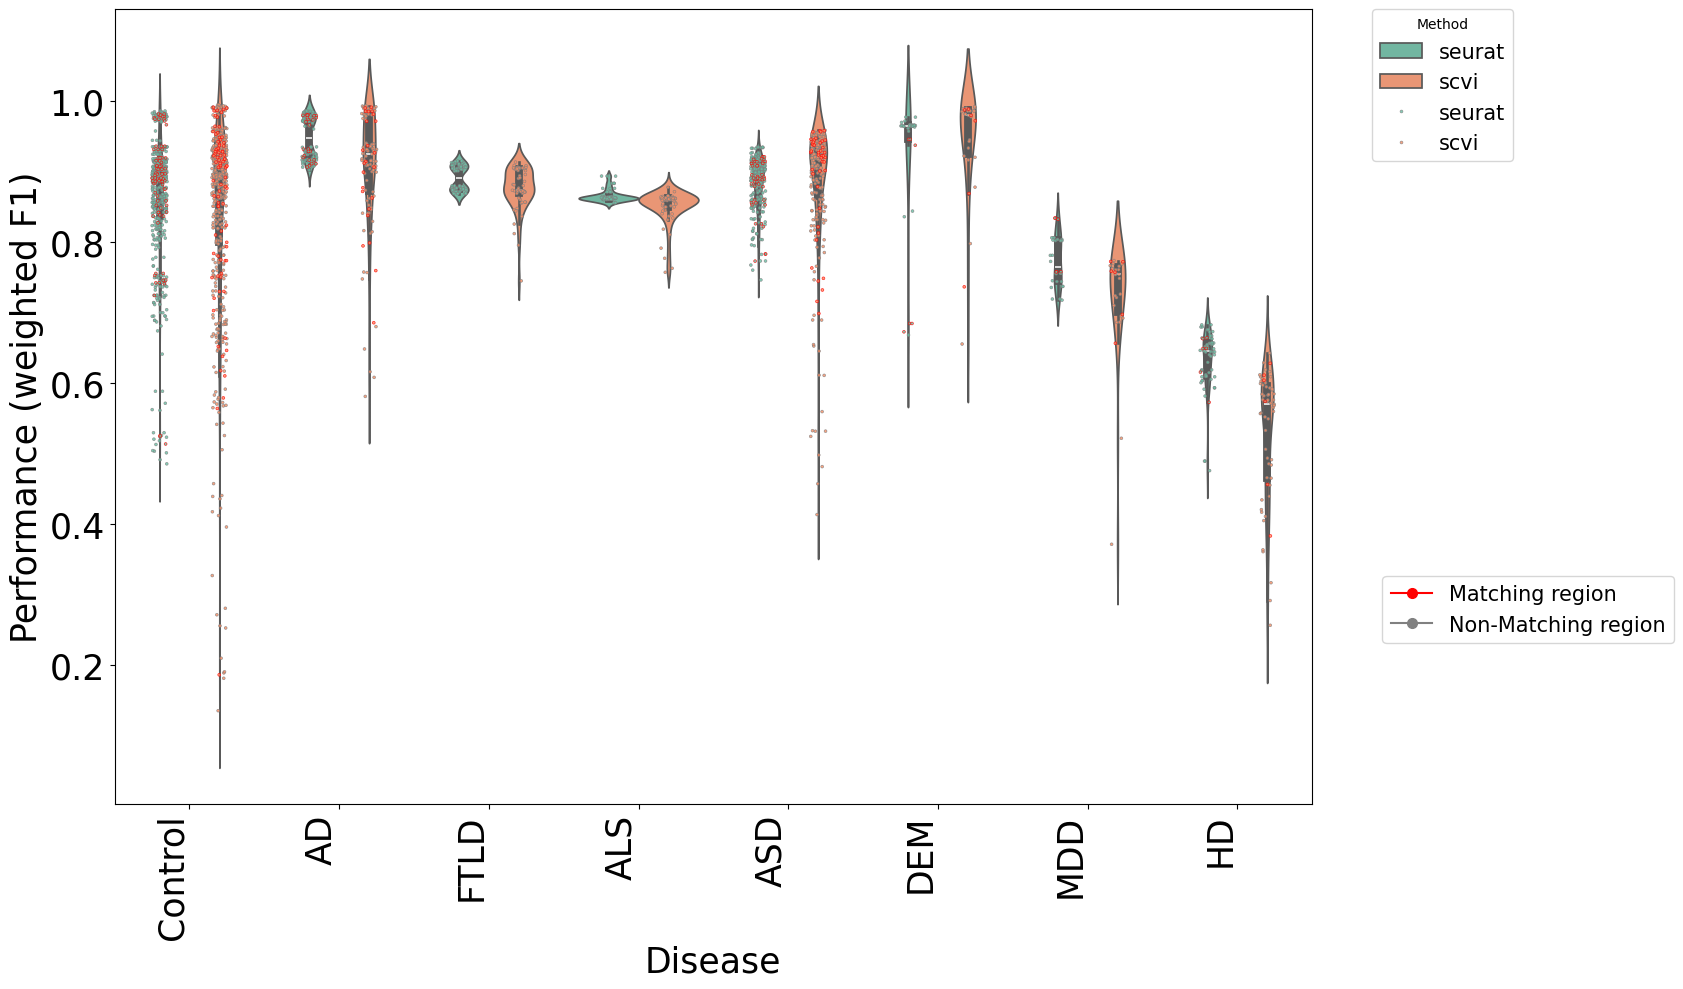 Performance (weighted F1)
1.0
0.8
0.6
0.4
0.2
Control
AD
FTLD
ALS
ASD
DEM
MDD
HD
Disease
Method
seurat
scvi
seurat
scvi
Matching region
Non-Matching region